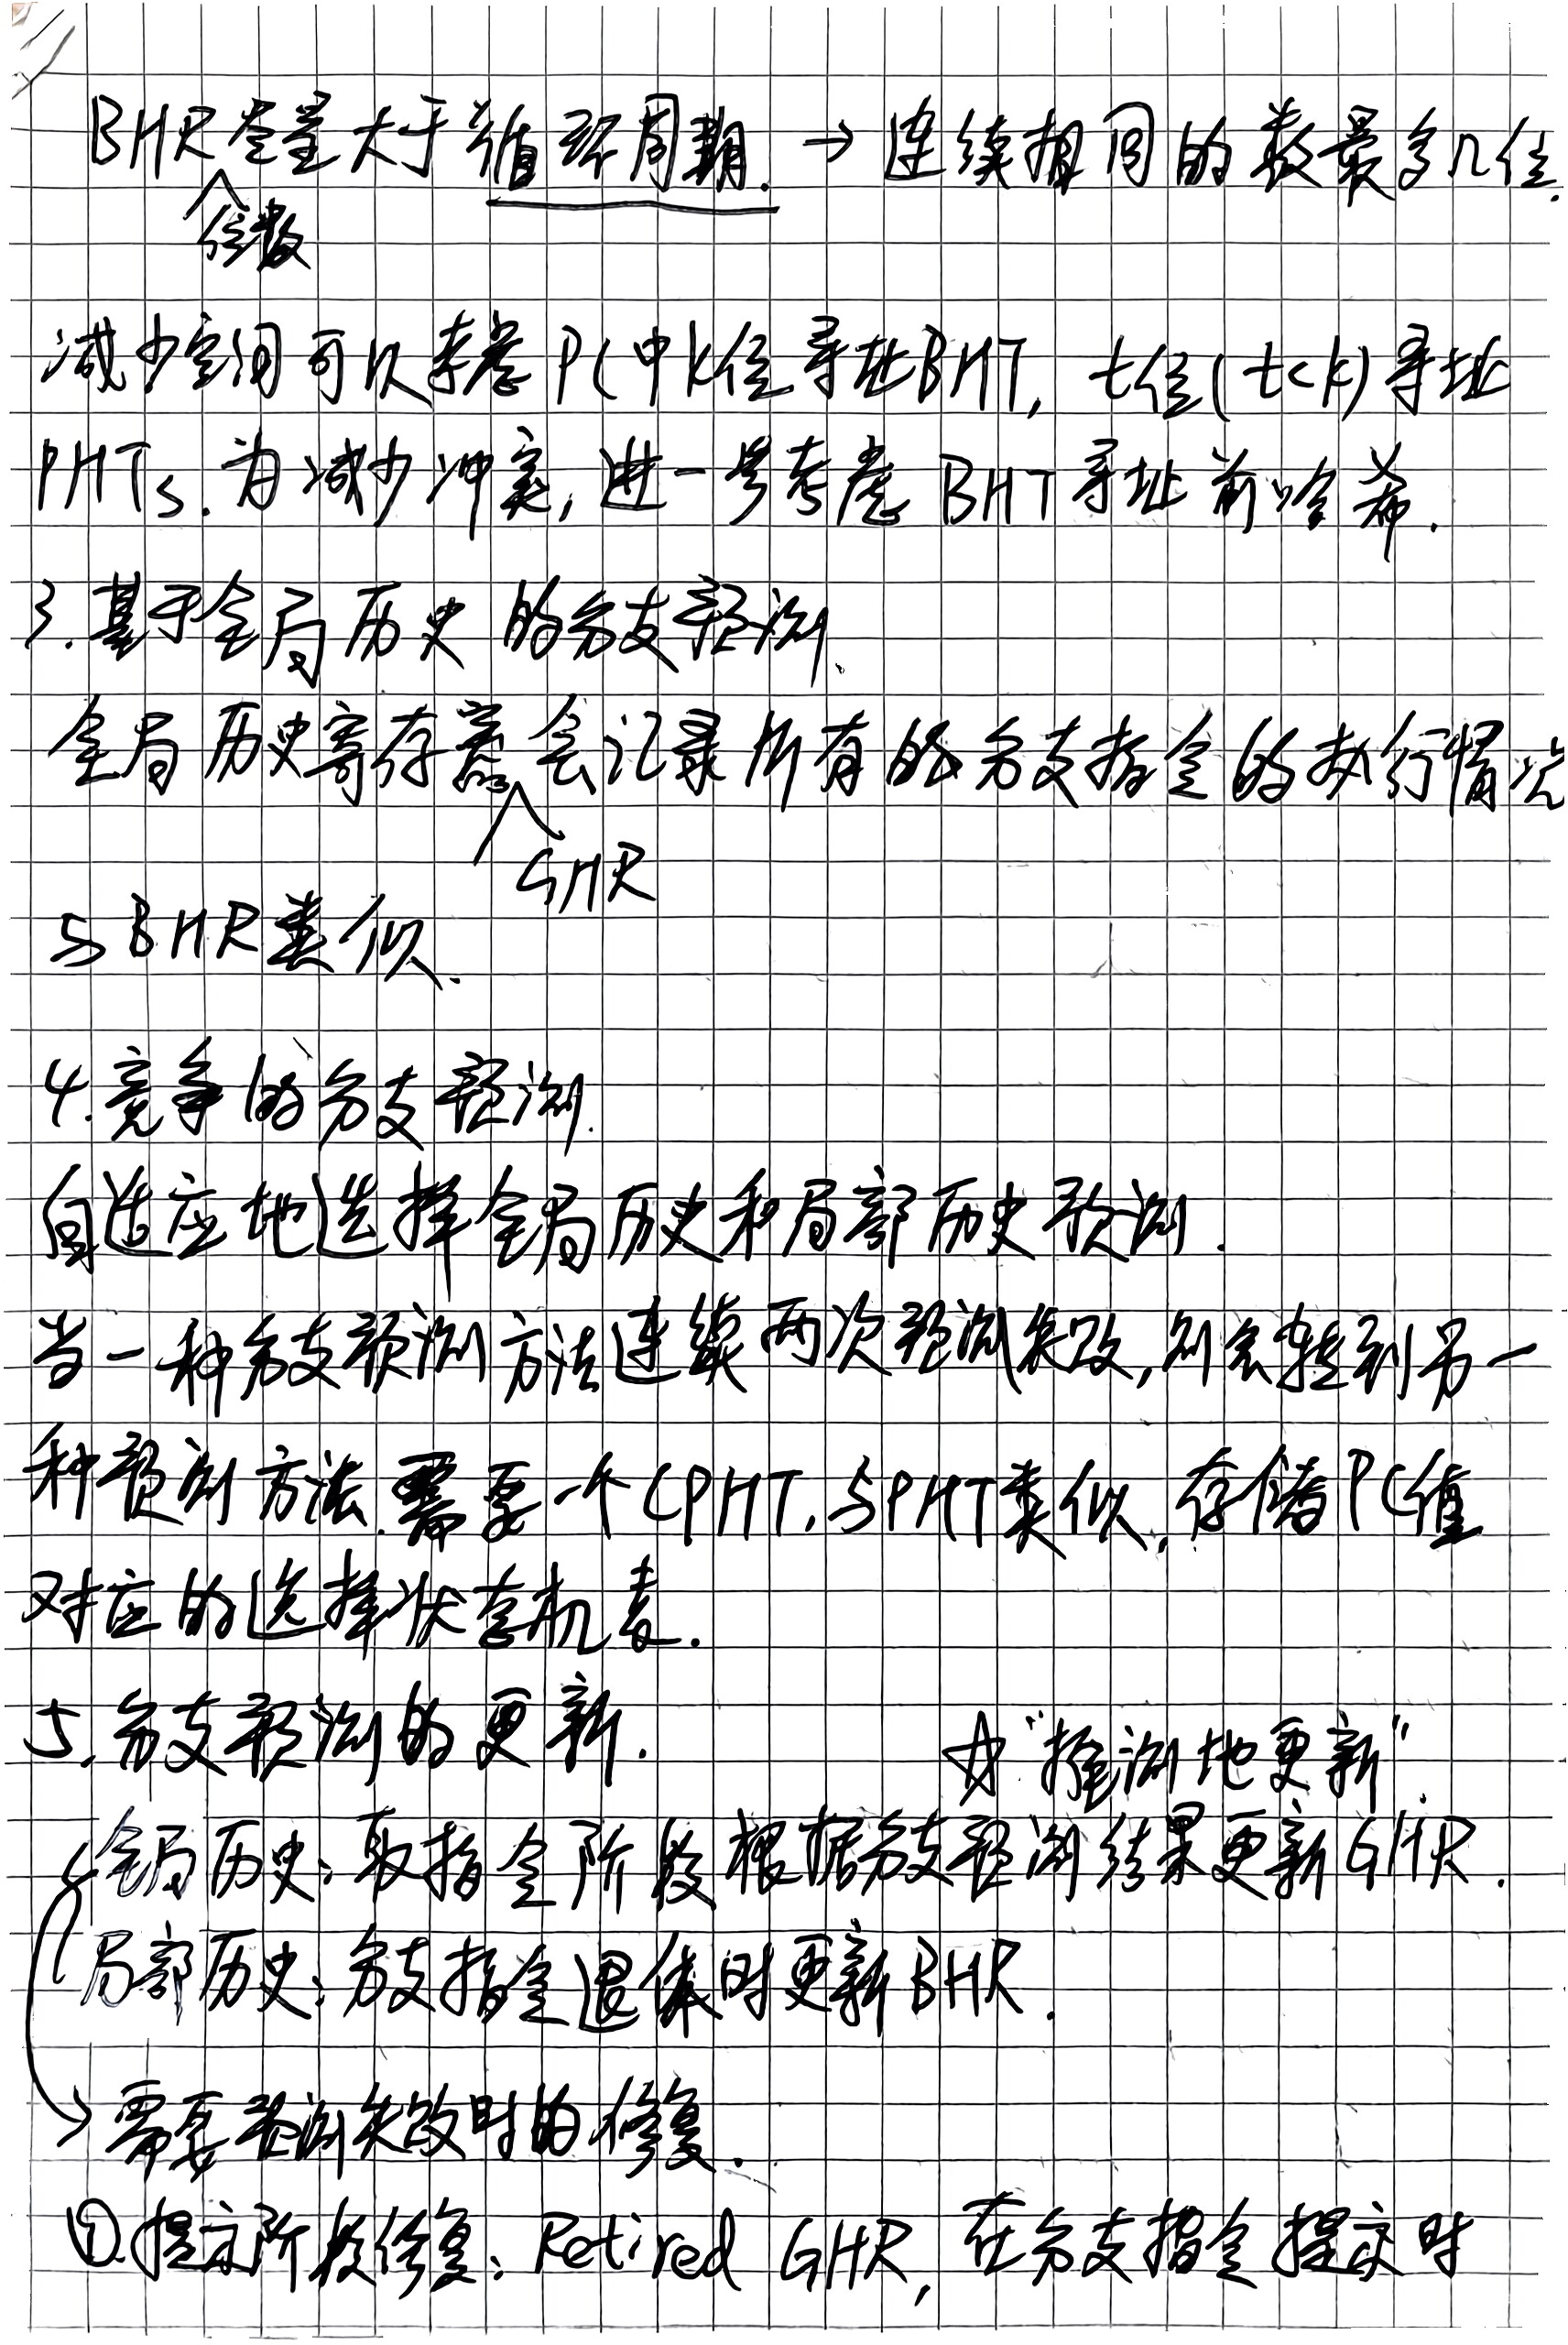 BHR容量大于循环周期. → 连续相同的数最多几位.
位数
减少空间可以考虑PC中k位寻址BHT, t位(t<k)寻址
PHTs. 为减少冲突, 进一步考虑BHT寻址前哈希.
3. 基于全局历史的分支预测.
全局历史寄存器会记录所有的分支指令的执行情况
GHR
与BHR类似.
4. 竞争的分支预测.
自适应地选择全局历史和局部历史预测.
当一种分支预测方法连续两次预测失败, 则会转到另一
种预测方法. 需要一个CPHT, 与PHT类似, 存储PC值
对应的选择状态机表.
5. 分支预测的更新.
☆"推测地更新".
全局历史: 取指令阶段根据分支预测结果更新GHR.
局部历史: 分支指令退休时更新BHR.
→需要预测失败时的修复.
① 提交阶段修复: Retired GHR, 在分支指令提交时